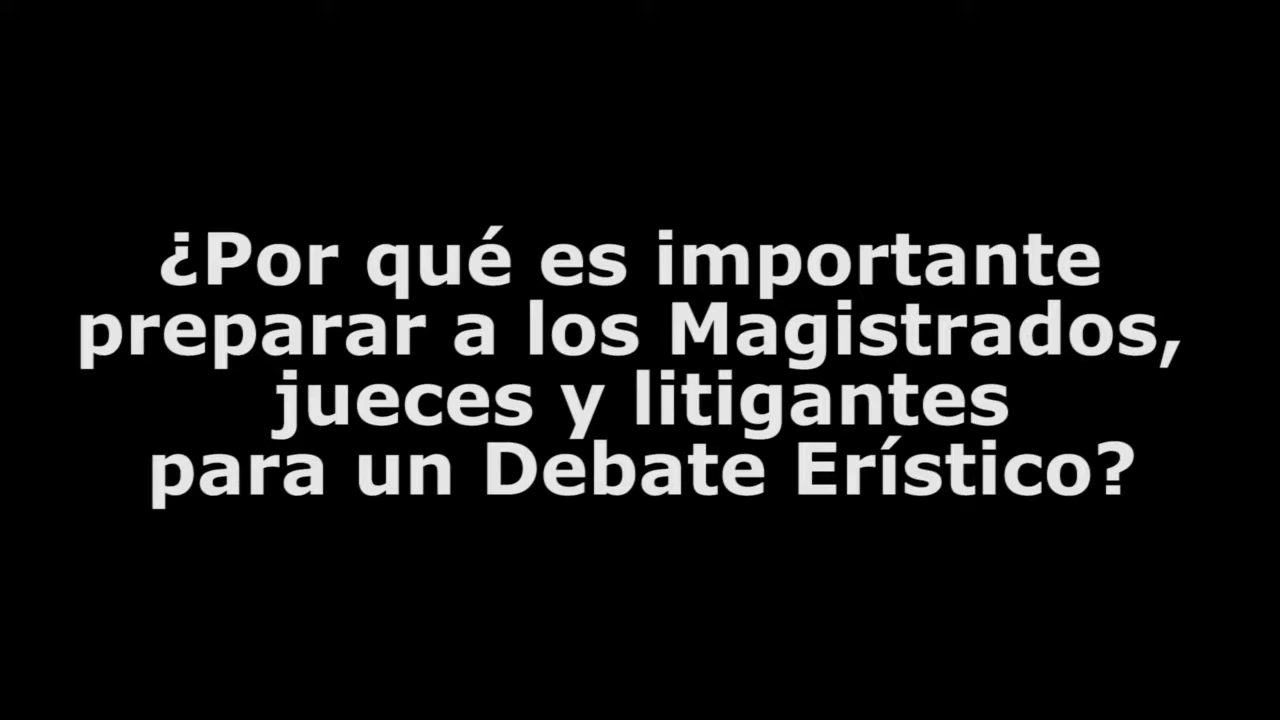 ¿Por qué es importante
preparar a los Magistrados,
jueces y litigantes
para un Debate Erístico?